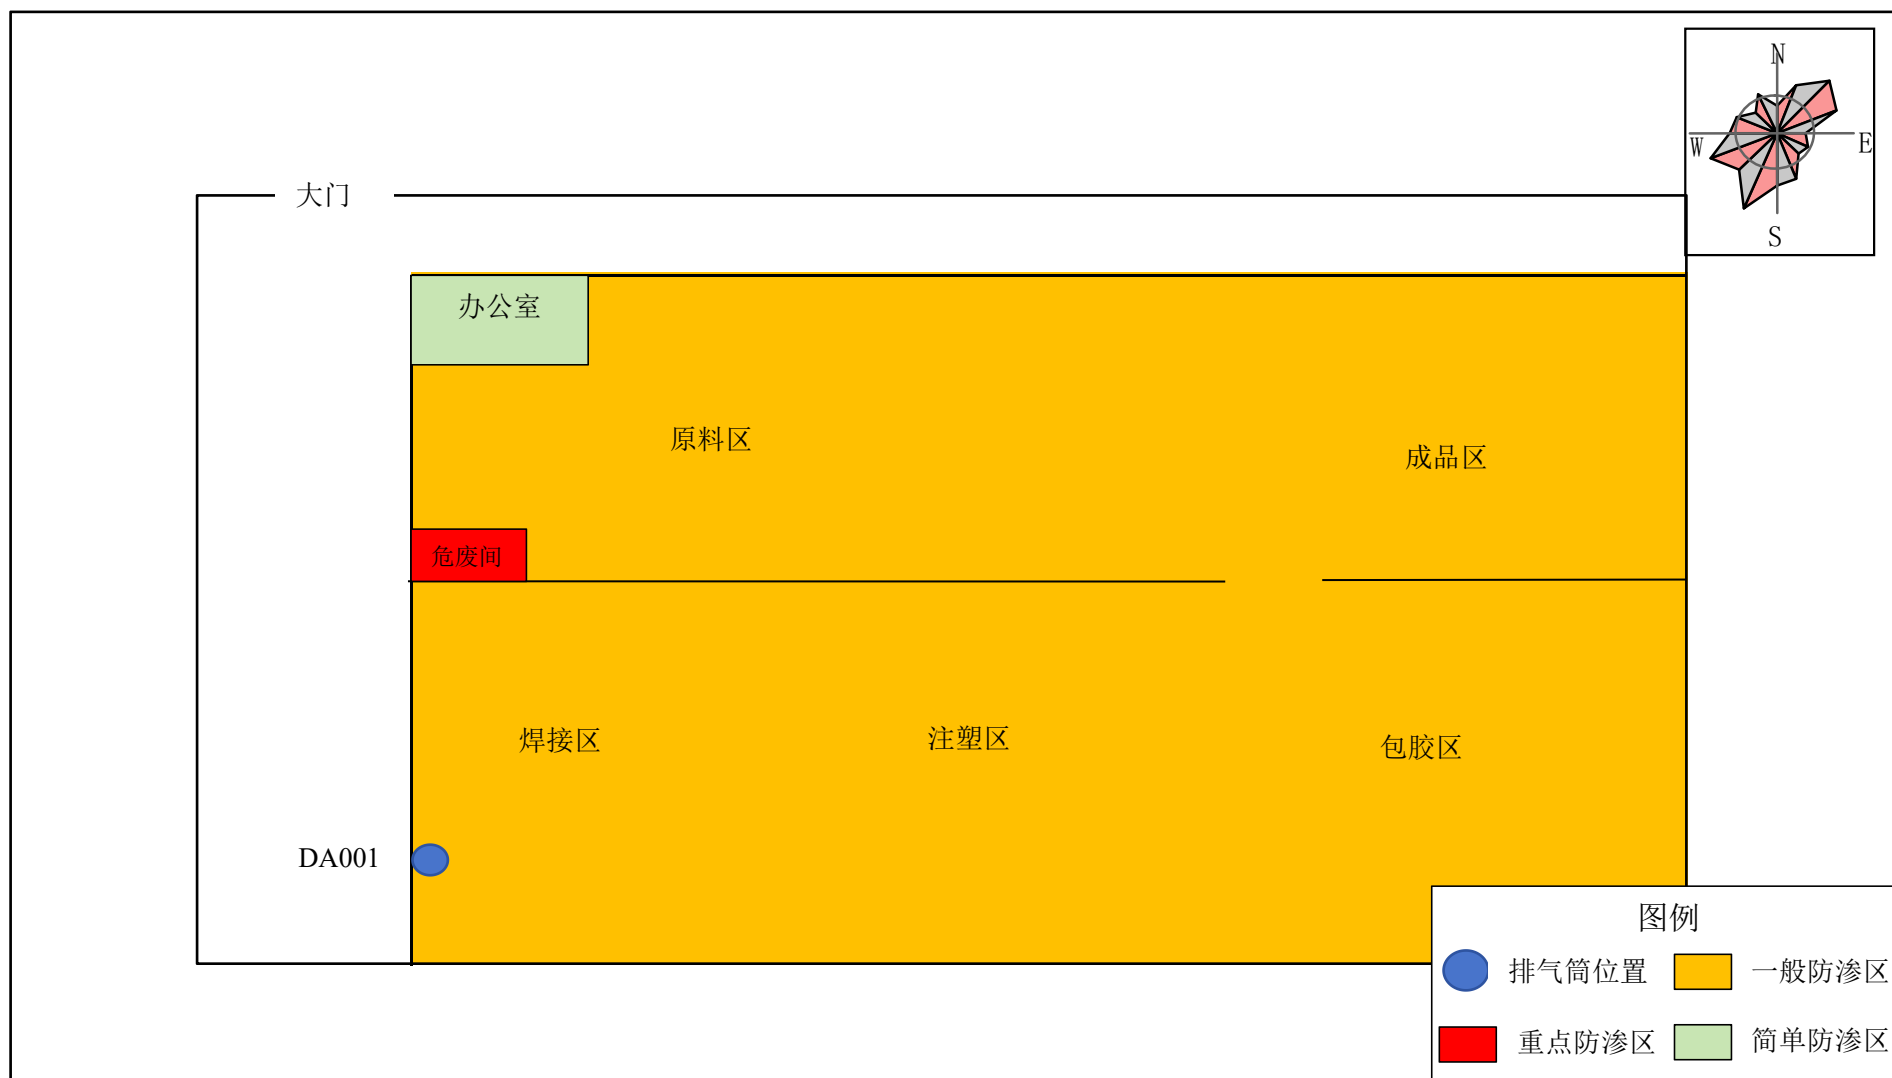 N
W
E
S
大门
办公室
原料区
成品区
危废间
焊接区
注塑区
包胶区
DA001
图例
排气筒位置
一般防渗区
重点防渗区
简单防渗区